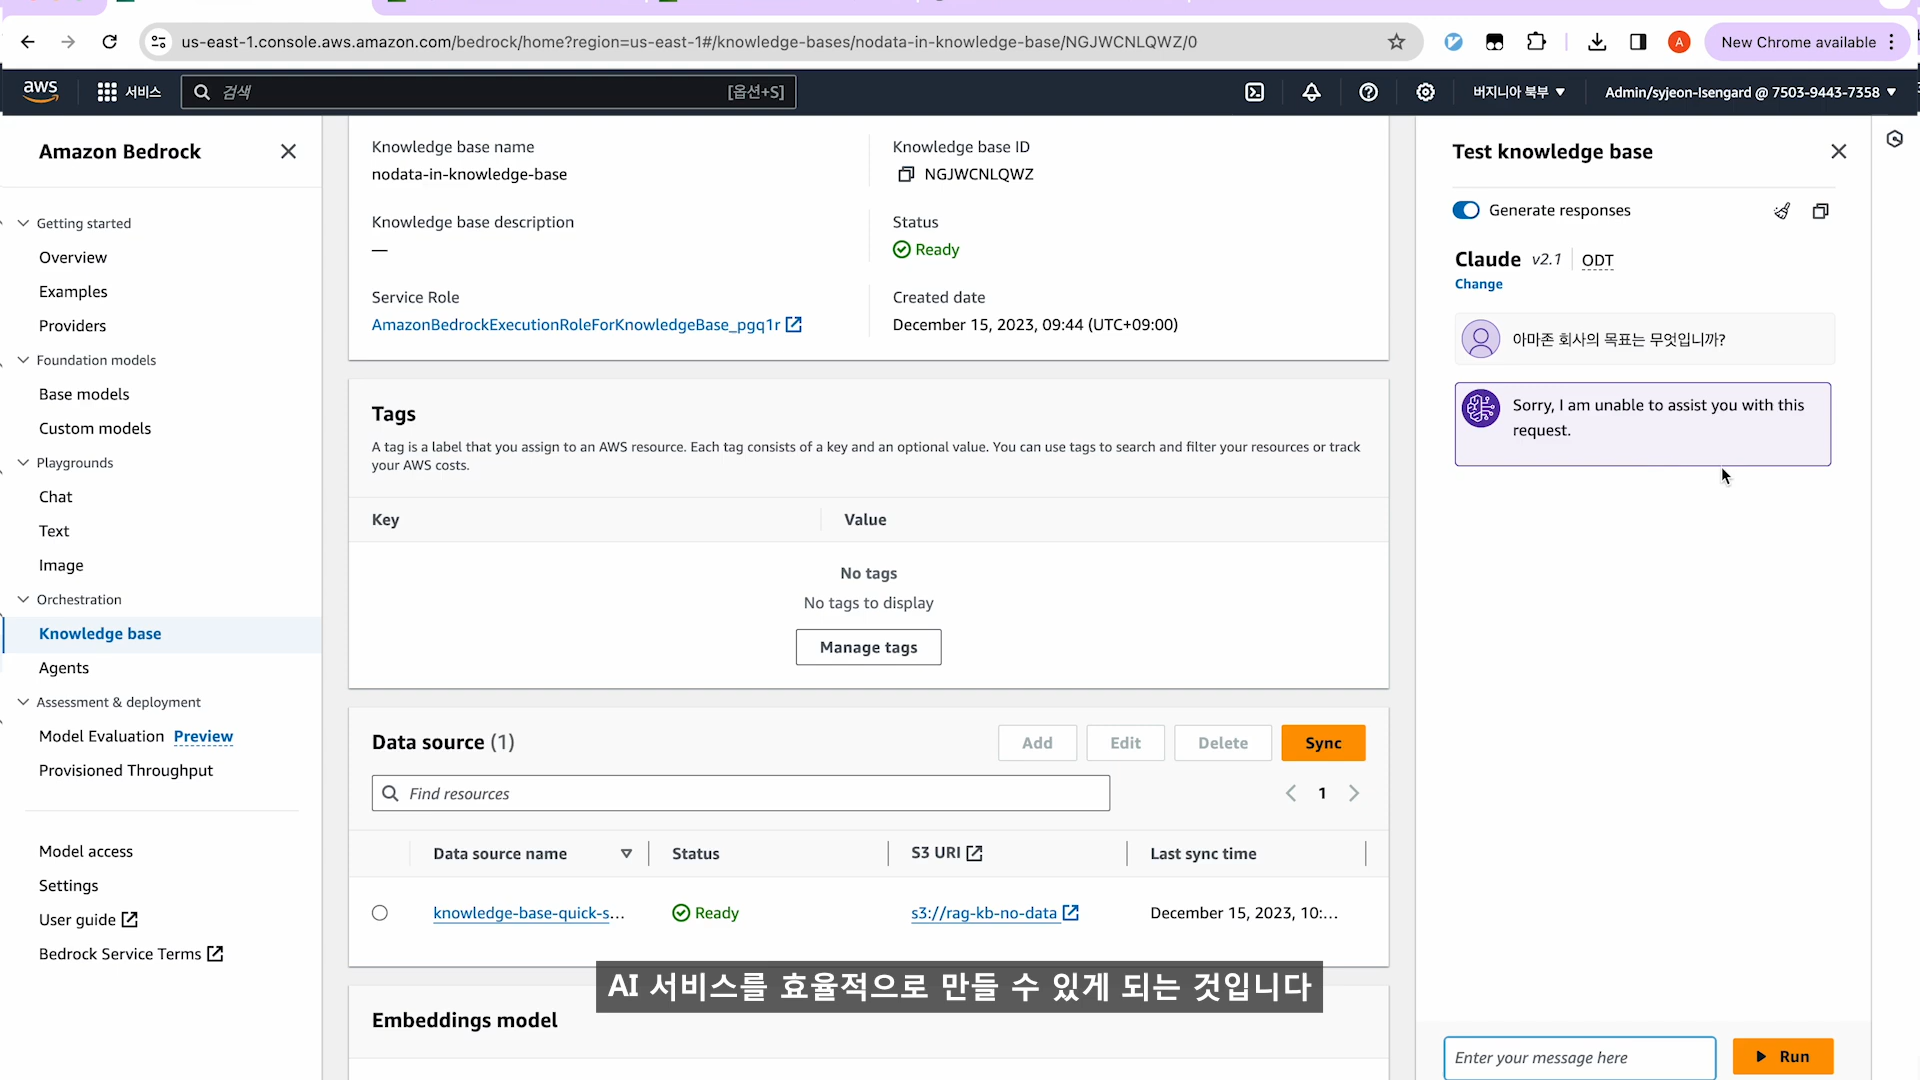 us-east-1.console.aws.amazon.com/bedrock/home?region=us-east-1#/knowledge-bases/nodata-in-knowledge-base/NGJWCNLQWZ/0
A
New Chrome available
aws
서비스
검색
[옵션+S]
버지니아 북부
Admin/syjeon-Isengard @ 7503-9443-7358
Amazon Bedrock
Getting started
Overview
Examples
Providers
Foundation models
Base models
Custom models
Playgrounds
Chat
Text
Image
Orchestration
Knowledge base
Agents
Assessment & deployment
Model Evaluation Preview
Provisioned Throughput
Model access
Settings
User guide
Bedrock Service Terms
Knowledge base name
nodata-in-knowledge-base
Knowledge base ID
NGJWCNLQWZ
Knowledge base description
—
Status
Ready
Service Role
AmazonBedrockExecutionRoleForKnowledgeBase_pgq1r
Created date
December 15, 2023, 09:44 (UTC+09:00)
Tags
A tag is a label that you assign to an AWS resource. Each tag consists of a key and an optional value. You can use tags to search and filter your resources or track
your AWS costs.
Key
Value
No tags
No tags to display
Manage tags
Data source (1)
Add
Edit
Delete
Sync
Find resources
1
Data source name
Status
S3 URI
Last sync time
knowledge-base-quick-s...
Ready
s3://rag-kb-no-data
December 15, 2023, 10:...
Embeddings model
Test knowledge base
Generate responses
Claude v2.1 ODT
Change
아마존 회사의 목표는 무엇입니까?
Sorry, I am unable to assist you with this
request.
Enter your message here
Run
AI 서비스를 효율적으로 만들 수 있게 되는 것입니다